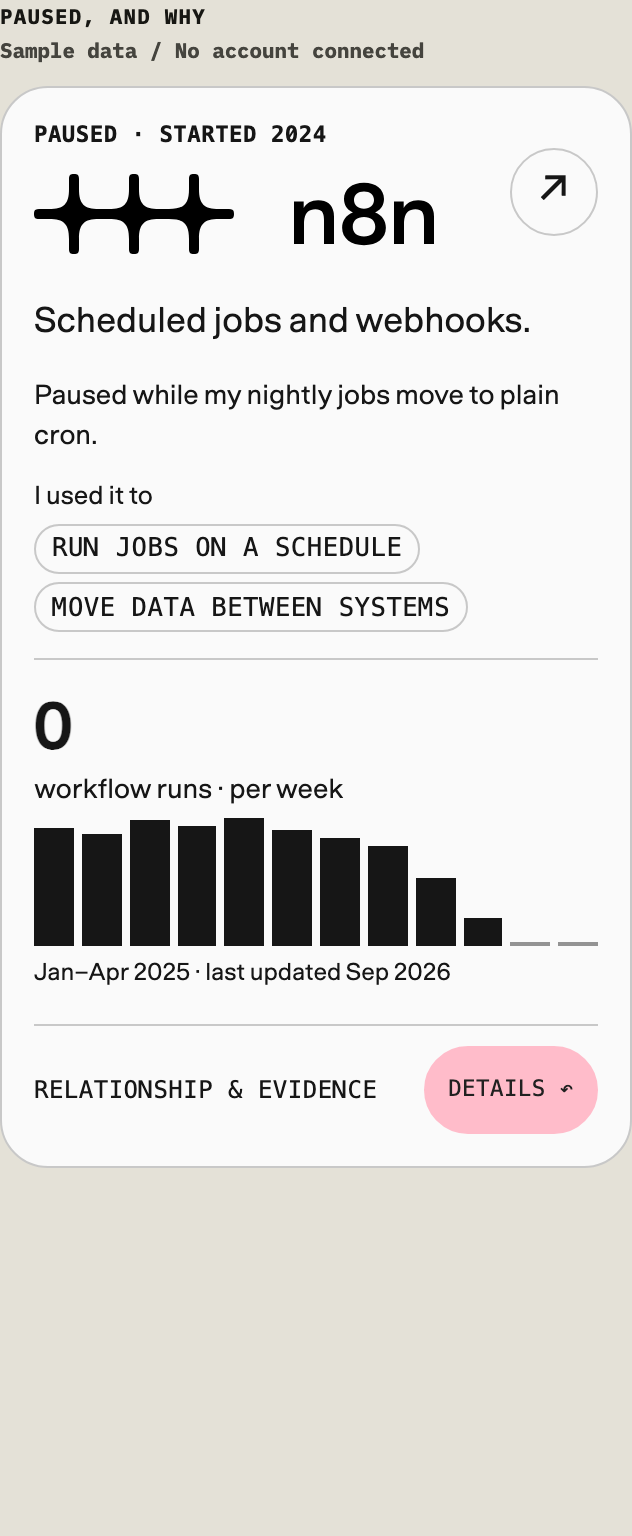 PAUSED, AND WHY
Sample data / No account connected
PAUSED · STARTED 2024
n8n
Scheduled jobs and webhooks.
Paused while my nightly jobs move to plain
cron.
I used it to
RUN JOBS ON A SCHEDULE
MOVE DATA BETWEEN SYSTEMS
0
workflow runs · per week
Jan–Apr 2025 · last updated Sep 2026
RELATIONSHIP & EVIDENCE
DETAILS ↶